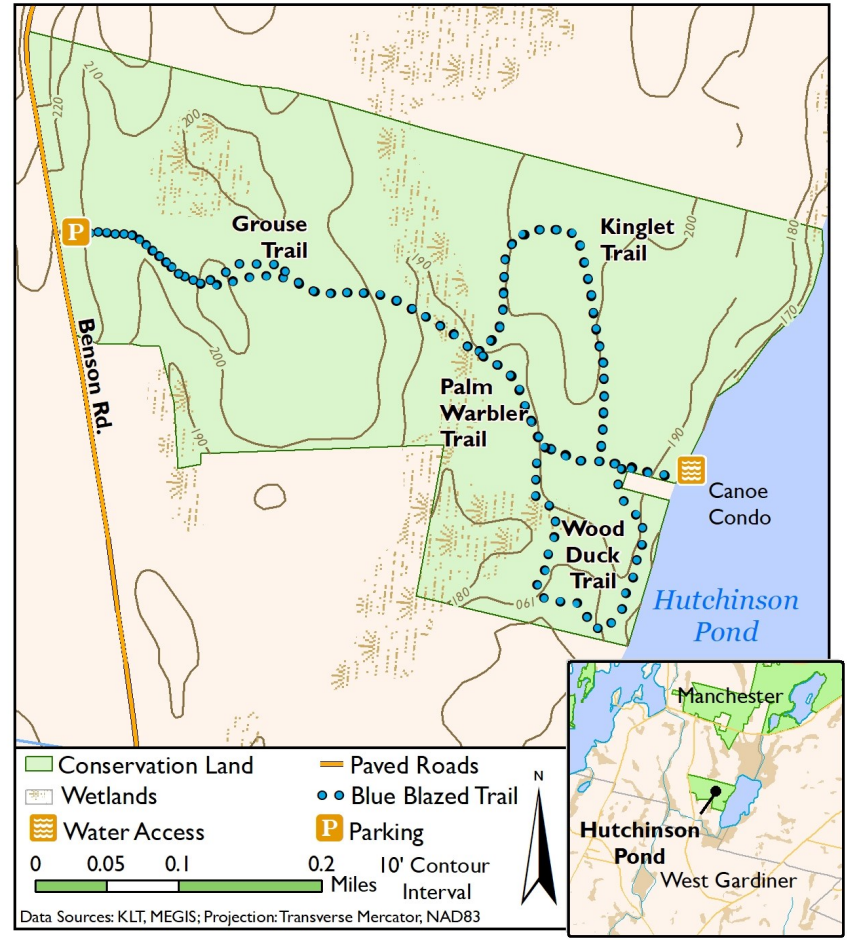 210
220
200
P
Grouse
Trail
Kinglet
Trail
200
180
190
170
Benson Rd.
200
Palm
Warbler
Trail
190
190
Canoe
Condo
Wood
Duck
Trail
180
190
Hutchinson
Pond
Conservation Land
Paved Roads
Wetlands
Blue Blazed Trail
Water Access
P Parking
0 0.05 0.1 0.2 Miles
10' Contour
Interval
N
Data Sources: KLT, MEGIS; Projection: Transverse Mercator, NAD83
Manchester
Hutchinson
Pond
West Gardiner